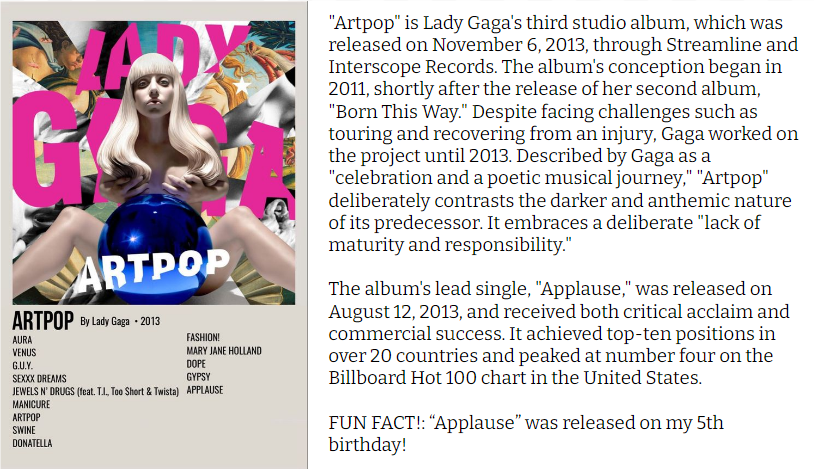 LADY
GAGA
ARTPOP
ARTPOP By Lady Gaga • 2013
AURA
VENUS
G.U.Y.
SEXXX DREAMS
JEWELS N' DRUGS (feat. T.I., Too Short & Twista)
MANICURE
ARTPOP
SWINE
DONATELLA
FASHION!
MARY JANE HOLLAND
DOPE
GYPSY
APPLAUSE
"Artpop" is Lady Gaga's third studio album, which was
released on November 6, 2013, through Streamline and
Interscope Records. The album's conception began in
2011, shortly after the release of her second album,
"Born This Way." Despite facing challenges such as
touring and recovering from an injury, Gaga worked on
the project until 2013. Described by Gaga as a
"celebration and a poetic musical journey," "Artpop"
deliberately contrasts the darker and anthemic nature
of its predecessor. It embraces a deliberate "lack of
maturity and responsibility."
The album's lead single, "Applause," was released on
August 12, 2013, and received both critical acclaim and
commercial success. It achieved top-ten positions in
over 20 countries and peaked at number four on the
Billboard Hot 100 chart in the United States.
FUN FACT!: “Applause” was released on my 5th
birthday!